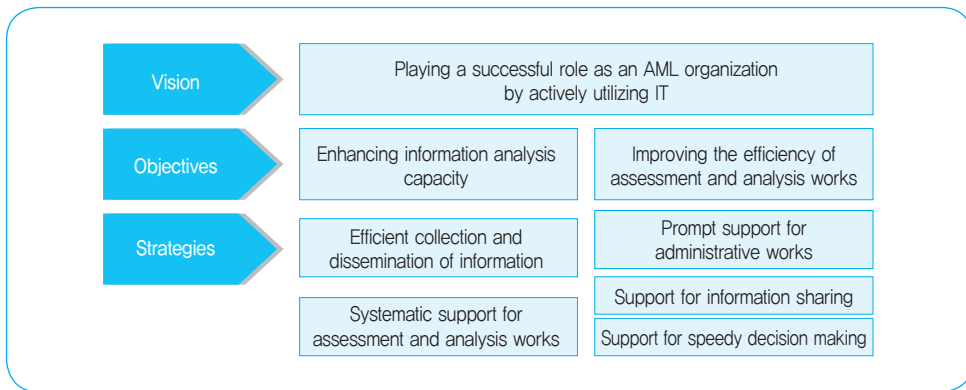 Vision
Playing a successful role as an AML organization
by actively utilizing IT
Objectives
Enhancing information analysis
capacity
Improving the efficiency of
assessment and analysis works
Strategies
Efficient collection and
dissemination of information
Prompt support for
administrative works
Systematic support for
assessment and analysis works
Support for information sharing
Support for speedy decision making